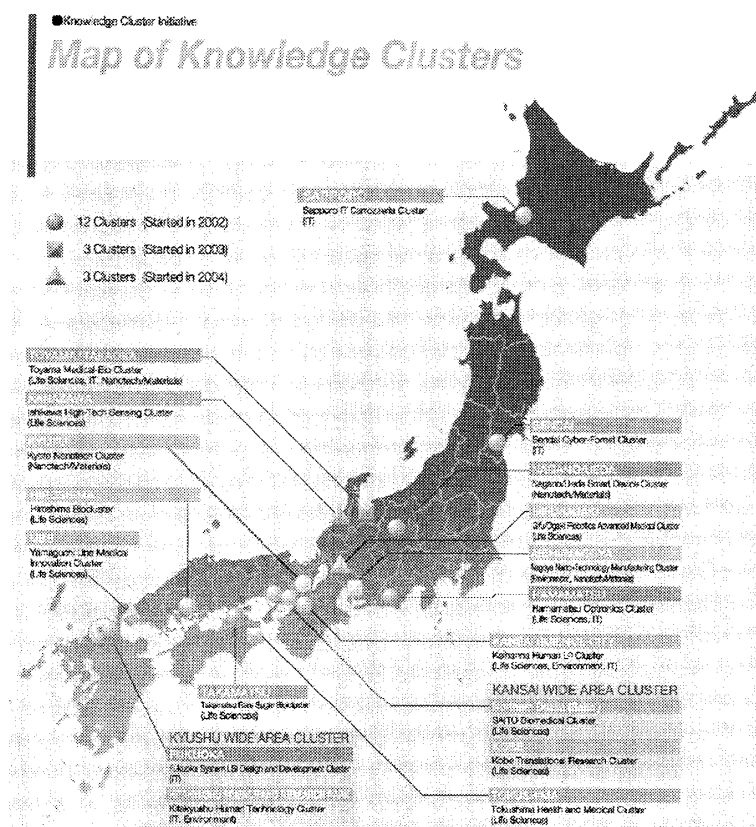 Knowledge Cluster Initiative
Map of Knowledge Clusters
12 Clusters (Started in 2002)
3 Clusters (Started in 2003)
3 Clusters (Started in 2004)
Sapporo IT Carrozzeria Cluster
(IT)
Toyama Medical-Bio Cluster
(Life Sciences, IT, Nanotech/Materials)
Ishikawa High-Tech Sensing Cluster
(Life Sciences)
Kyoto Nanotech Cluster
(Nanotech/Materials)
Hiroshima Biocluster
(Life Sciences)
Yamaguchi Ube Medical
Innovation Cluster
(Life Sciences)
Sendai Cyber-Forest Cluster
(IT)
Nagano/Ueda Smart Device Cluster
(Nanotech/Materials)
Gifu/Ogaki Robotics Advanced Medical Cluster
(Life Sciences)
Nagoya Nano-Technology Manufacturing Cluster
(Environment, Nanotech/Materials)
HAMAMATSU
Hamamatsu Optronics Cluster
(Life Sciences, IT)
Keihanna Human Cluster
(Life Sciences, Environment, IT)
KANSAI WIDE AREA CLUSTER
SAITO Biomedical Cluster
(Life Sciences)
Kobe Translational Research Cluster
(Life Sciences)
TOKUSHIMA
Tokushima Health and Medical Cluster
(Life Sciences)
TAKAMATSU
Takamatsu Rare Sugar Biocluster
(Life Sciences)
KYUSHU WIDE AREA CLUSTER
FUKUOKA
Fukuoka System LSI Design and Development Cluster
(IT)
Kitakyushu Human Technology Cluster
(IT, Environment)